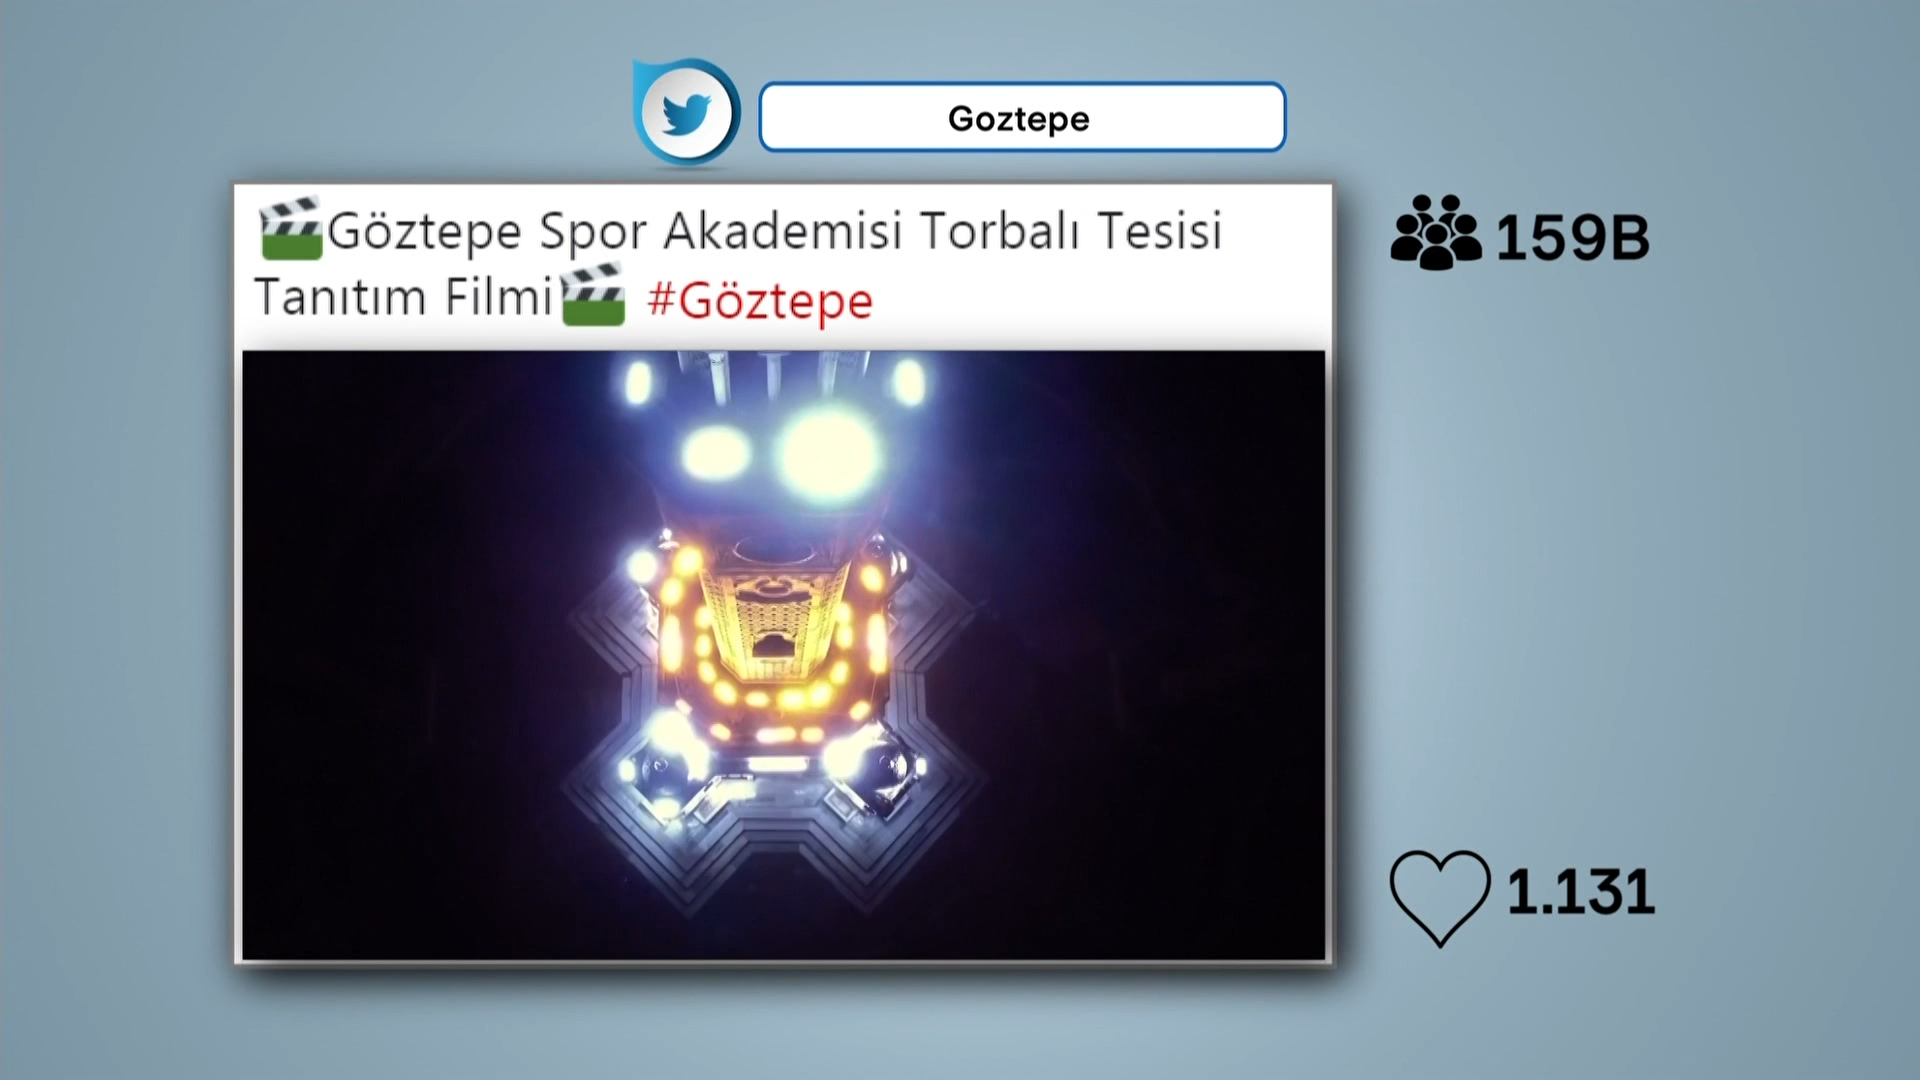 Goztepe
Göztepe Spor Akademisi Torbalı Tesisi
Tanıtım Filmi #Göztepe
159B
1.131